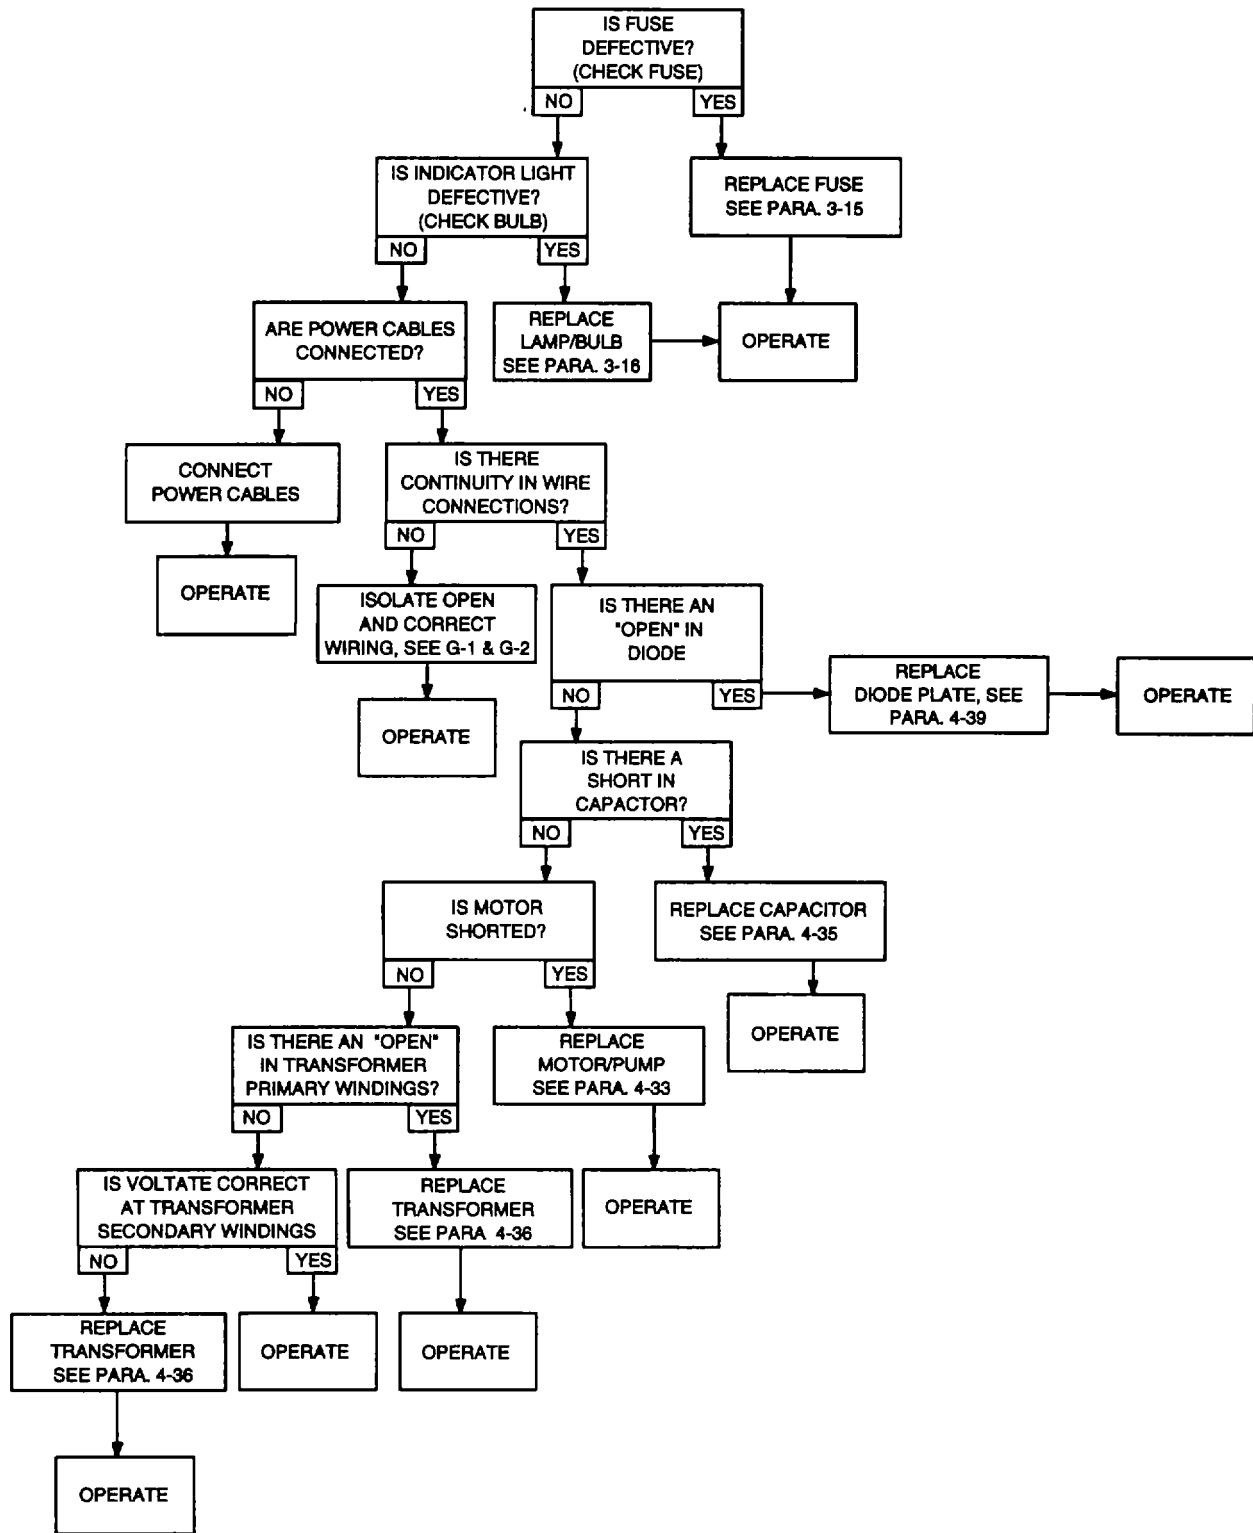 IS FUSE
DEFECTIVE?
(CHECK FUSE)
NO
YES
IS INDICATOR LIGHT
DEFECTIVE?
(CHECK BULB)
NO
YES
REPLACE FUSE
SEE PARA. 3-15
ARE POWER CABLES
CONNECTED?
NO
YES
REPLACE
LAMP/BULB
SEE PARA. 3-16
OPERATE
CONNECT
POWER CABLES
IS THERE
CONTINUITY IN WIRE
CONNECTIONS?
NO
YES
OPERATE
ISOLATE OPEN
AND CORRECT
WIRING, SEE G-1 & G-2
IS THERE AN
"OPEN" IN
DIODE
NO
YES
REPLACE
DIODE PLATE, SEE
PARA. 4-39
OPERATE
OPERATE
IS THERE A
SHORT IN
CAPACTOR?
NO
YES
IS MOTOR
SHORTED?
NO
YES
REPLACE CAPACITOR
SEE PARA. 4-35
OPERATE
IS THERE AN "OPEN"
IN TRANSFORMER
PRIMARY WINDINGS?
NO
YES
REPLACE
MOTOR/PUMP
SEE PARA. 4-33
IS VOLTATE CORRECT
AT TRANSFORMER
SECONDARY WINDINGS
NO
YES
REPLACE
TRANSFORMER
SEE PARA 4-36
OPERATE
REPLACE
TRANSFORMER
SEE PARA. 4-36
OPERATE
OPERATE
OPERATE